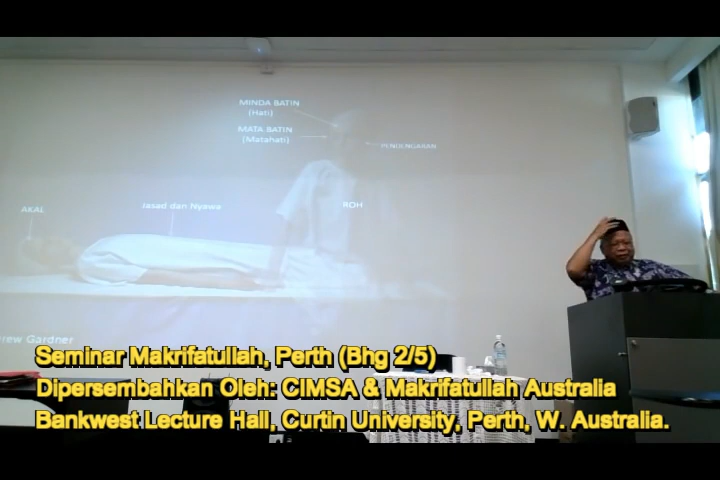 MINDA BATIN
(Hati)
MATA BATIN
(Matahati)
PENDENGARAN
AKAL
Jasad dan Nyawa
ROH
rew Gardner
Seminar Makrifatullah, Perth (Bhg 2/5)
Dipersembahkan Oleh: CIMSA & Makrifatullah Australia
Bankwest Lecture Hall, Curtin University, Perth, W. Australia.